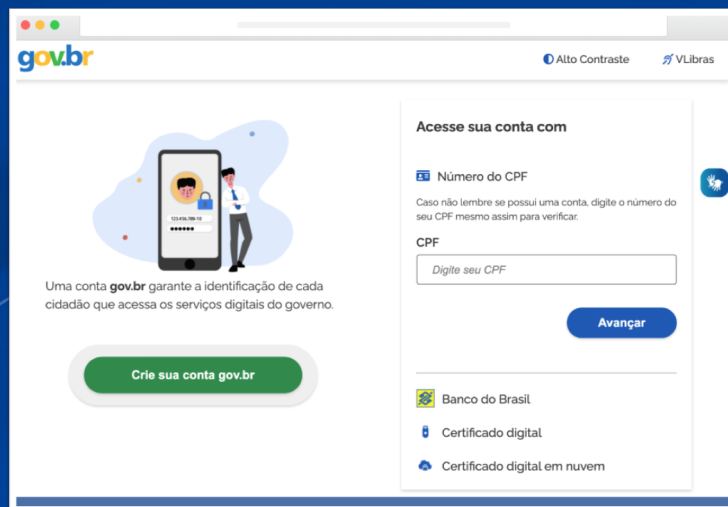 gov.br
Alto Contraste
VLibras
Acesse sua conta com
Número do CPF
Caso não lembre se possui uma conta, digite o número do
seu CPF mesmo assim para verificar.
CPF
Digite seu CPF
Avançar
123.456.789-10
Uma conta gov.br garante a identificação de cada
cidadão que acessa os serviços digitais do governo.
Crie sua conta gov.br
Banco do Brasil
Certificado digital
Certificado digital em nuvem